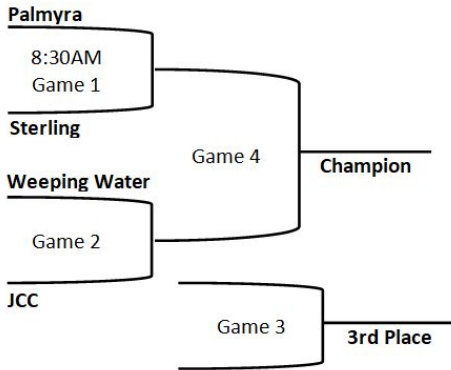 Palmyra
8:30AM
Game 1
Sterling
Game 4
Champion
Weeping Water
Game 2
JCC
Game 3
3rd Place